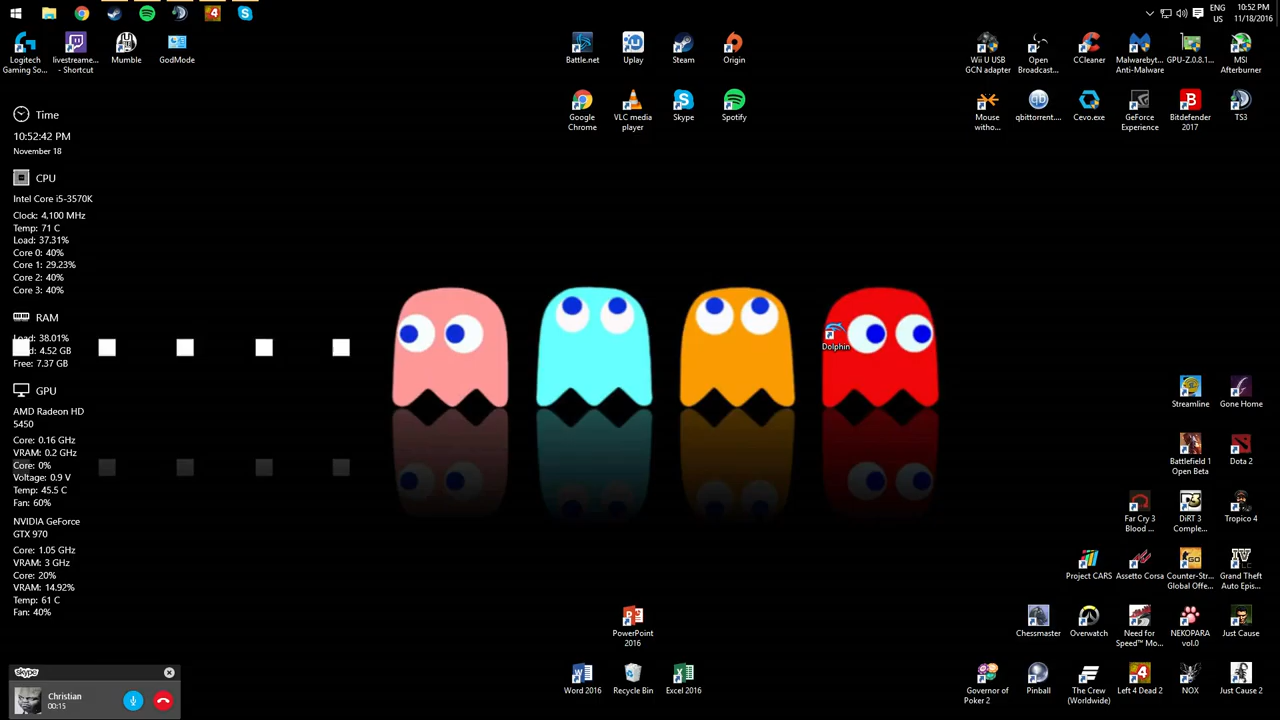 ENG
US
10:52 PM
11/18/2016
Logitech
Gaming So...
livestreame...
- Shortcut
Mumble
GodMode
Battle.net
Uplay
Steam
Origin
Wii U USB
GCN adapter
Open
Broadcast...
CCleaner
Malwarebyt...
Anti-Malware
GPU-Z.0.8.1...
MSI
Afterburner
Google
Chrome
VLC media
player
Skype
Spotify
Mouse
witho...
qbittorrent....
Cevo.exe
GeForce
Experience
Bitdefender
2017
TS3
Time
10:52:42 PM
November 18
CPU
Intel Core i5-3570K
Clock: 4,100 MHz
Temp: 71 C
Load: 37.31%
Core 0: 40%
Core 1: 29.23%
Core 2: 40%
Core 3: 40%
RAM
Load: 38.01%
4.52 GB
Free: 7.37 GB
GPU
AMD Radeon HD
5450
Core: 0.16 GHz
VRAM: 0.2 GHz
Core: 0%
Voltage: 0.9 V
Temp: 45.5 C
Fan: 60%
NVIDIA GeForce
GTX 970
Core: 1.05 GHz
VRAM: 3 GHz
Core: 20%
VRAM: 14.92%
Temp: 61 C
Fan: 40%
Dolphin
Streamline
Gone Home
Battlefield 1
Open Beta
Dota 2
Far Cry 3
Blood ...
DiRT 3
Comple...
Tropico 4
Project CARS
Assetto Corsa
Counter-Str...
Global Offe...
Grand Theft
Auto Epis...
PowerPoint
2016
Chessmaster
Overwatch
Need for
Speed™ Mo...
NEKOPARA
vol.0
Just Cause
Word 2016
Recycle Bin
Excel 2016
Governor of
Poker 2
Pinball
The Crew
(Worldwide)
Left 4 Dead 2
NOX
Just Cause 2
skype
Christian
00:15